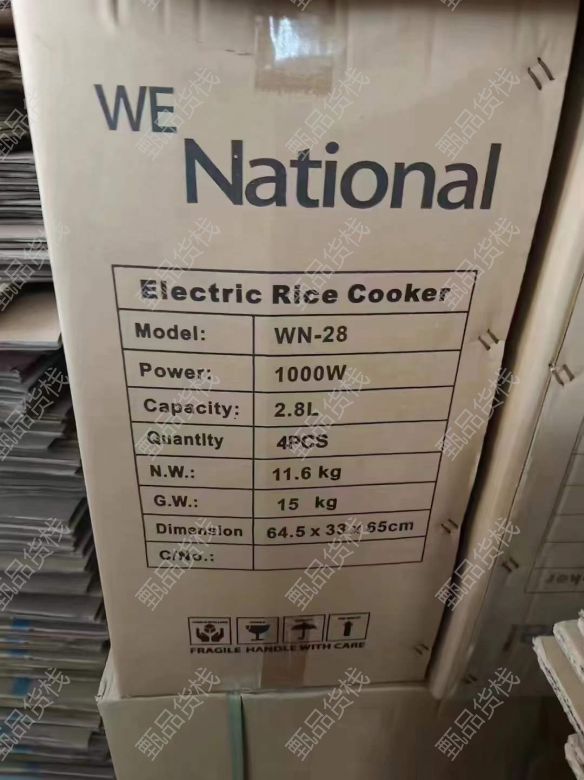 WE
National
Electric Rice Cooker
Model: WN-28
Power: 1000W
Capacity: 2.8L
Quantity 4PCS
N.W.: 11.6 kg
G.W.: 15 kg
Dimension 64.5 x 33 x 65cm
C/No.:
FRAGILE HANDLE WITH CARE
甄品货栈